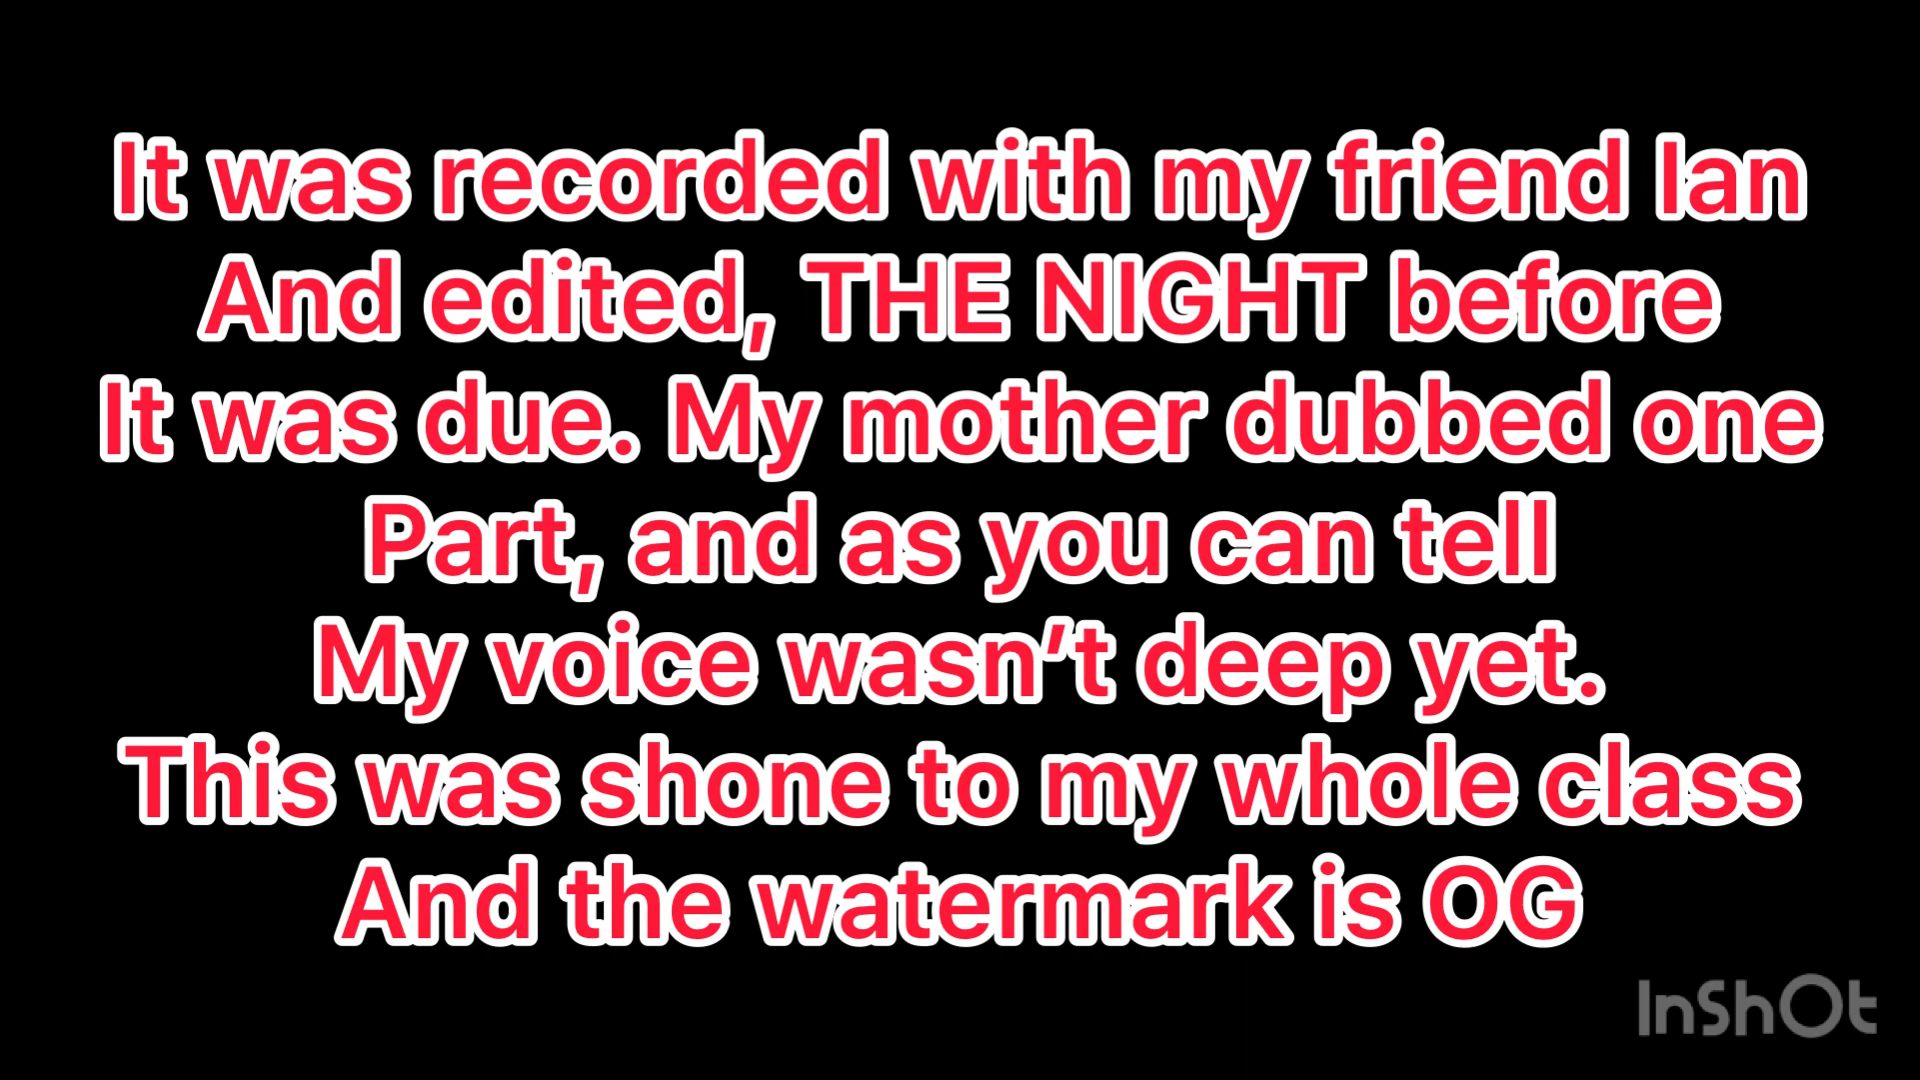 It was recorded with my friend Ian
And edited, THE NIGHT before
It was due. My mother dubbed one
Part, and as you can tell
My voice wasn’t deep yet.
This was shone to my whole class
And the watermark is OG
InShOt